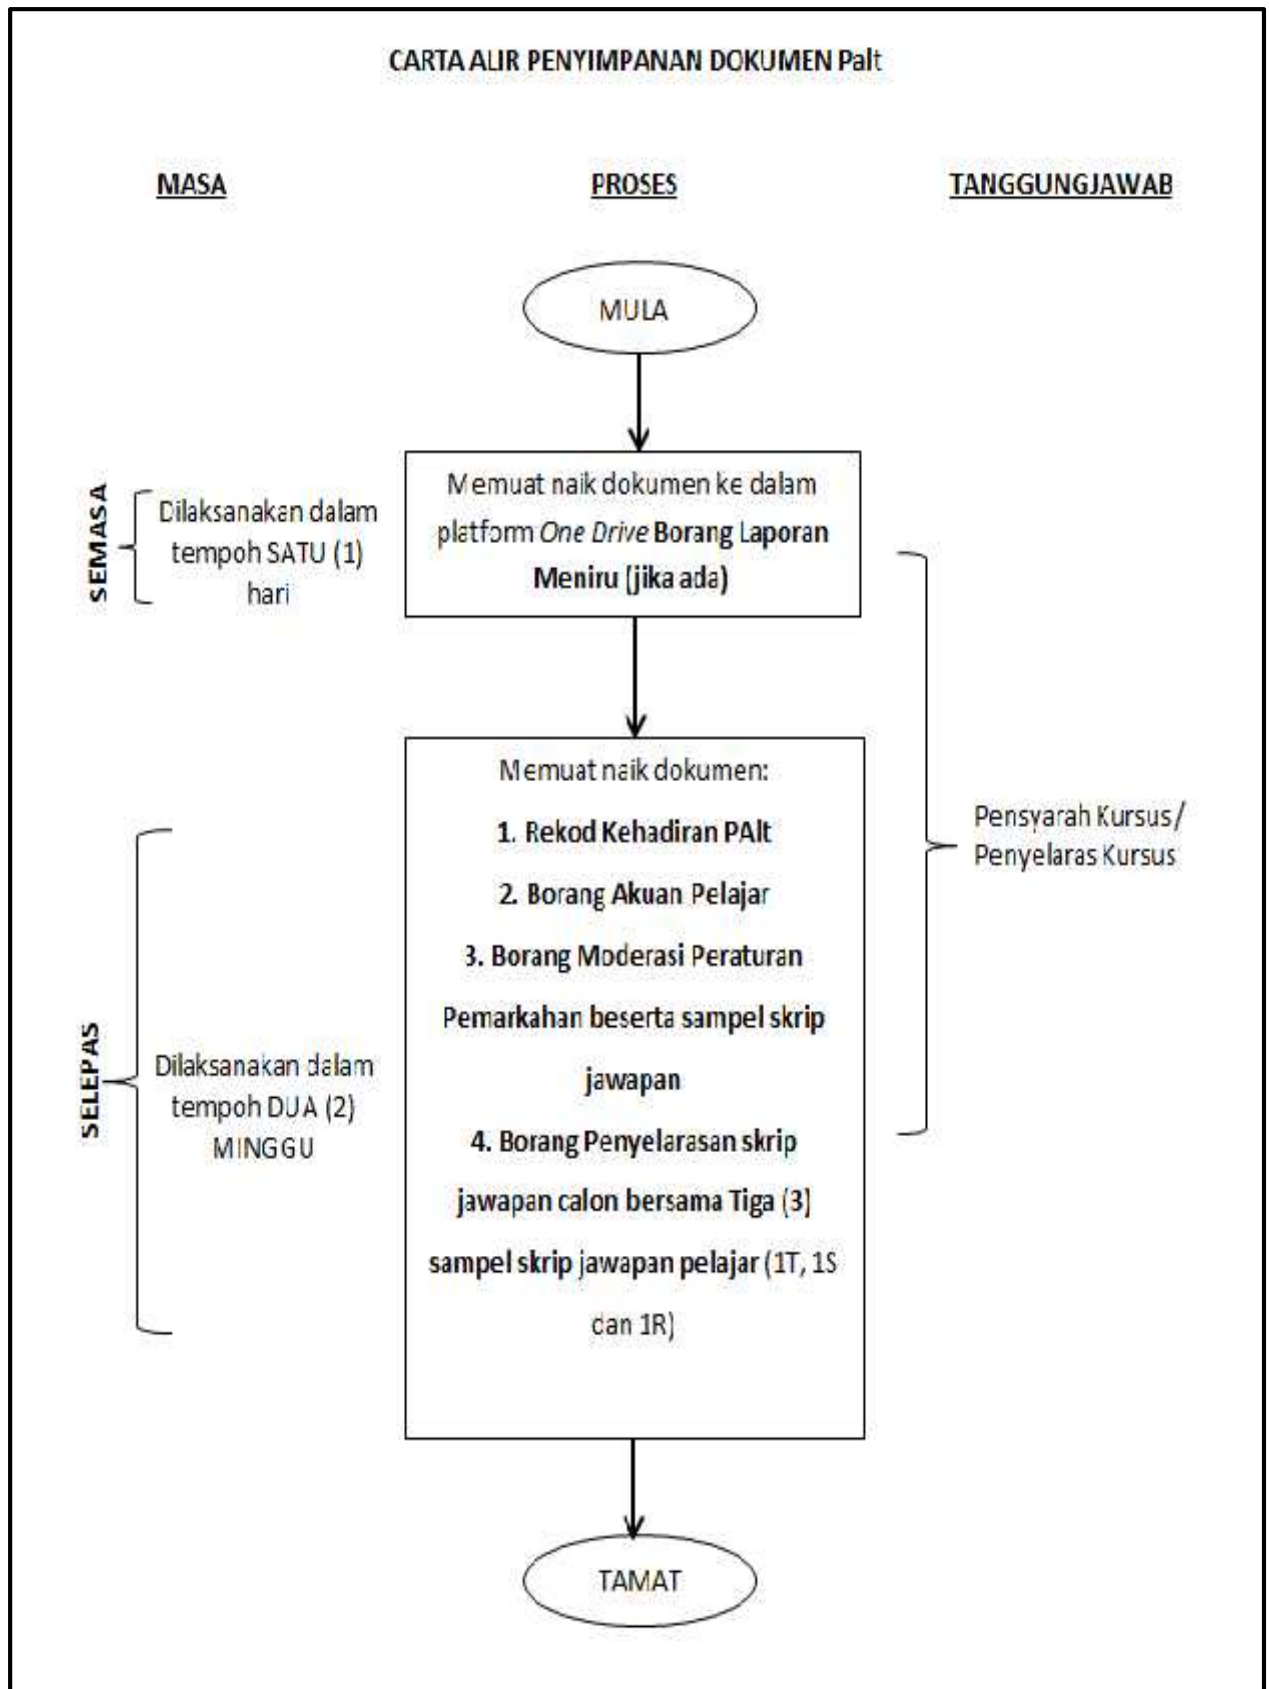 CARTA ALIR PENYIMPANAN DOKUMEN Palt
MASA
PROSES
TANGGUNGJAWAB
MULA
SEMASA
Dilaksanakan dalam
tempoh SATU (1)
hari
Memuat naik dokumen ke dalam
platform One Drive Borang Laporan
Meniru (jika ada)
Pensyarah Kursus/
Penyelaras Kursus
SELEPAS
Dilaksanakan dalam
tempoh DUA (2)
MINGGU
Memuat naik dokumen:
1. Rekod Kehadiran PAlt
2. Borang Akuan Pelajar
3. Borang Moderasi Peraturan
Pemarkahan beserta sampel skrip
jawapan
4. Borang Penyelarasan skrip
jawapan calon bersama Tiga (3)
sampel skrip jawapan pelajar (1T, 1S
dan 1R)
TAMAT